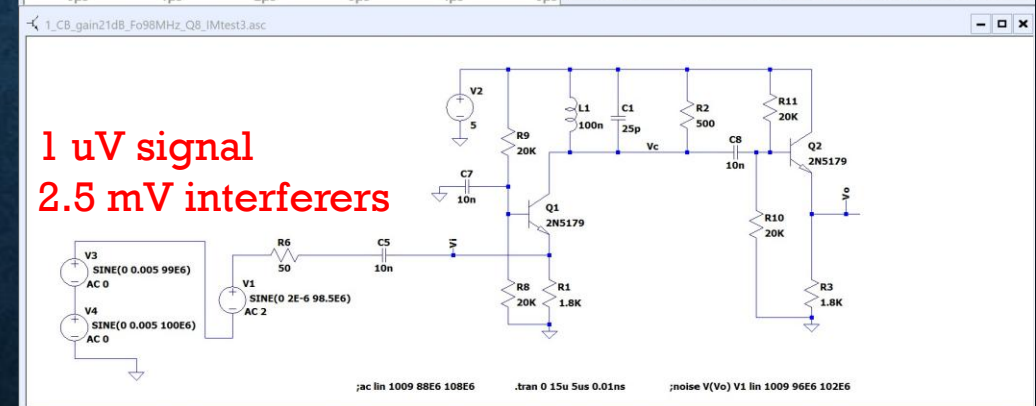 1_CB_gain21dB_Fo98MHz_Q8_IMtest3.asc
1 uV signal
2.5 mV interferers
V2
5
R9
20K
L1
100n
C1
25p
R2
500
R11
20K
Vc
C8
10n
Q2
2N5179
C7
10n
Q1
2N5179
Vo
R10
20K
R6
50
C5
10n
Vi
V3
SINE(0 0.005 99E6)
AC 0
V1
SINE(0 2E-6 98.5E6)
AC 2
R8
20K
R1
1.8K
R3
1.8K
V4
SINE(0 0.005 100E6)
AC 0
;ac lin 1009 88E6 108E6
.tran 0 15u 5us 0.01ns
;noise V(Vo) V1 lin 1009 96E6 102E6